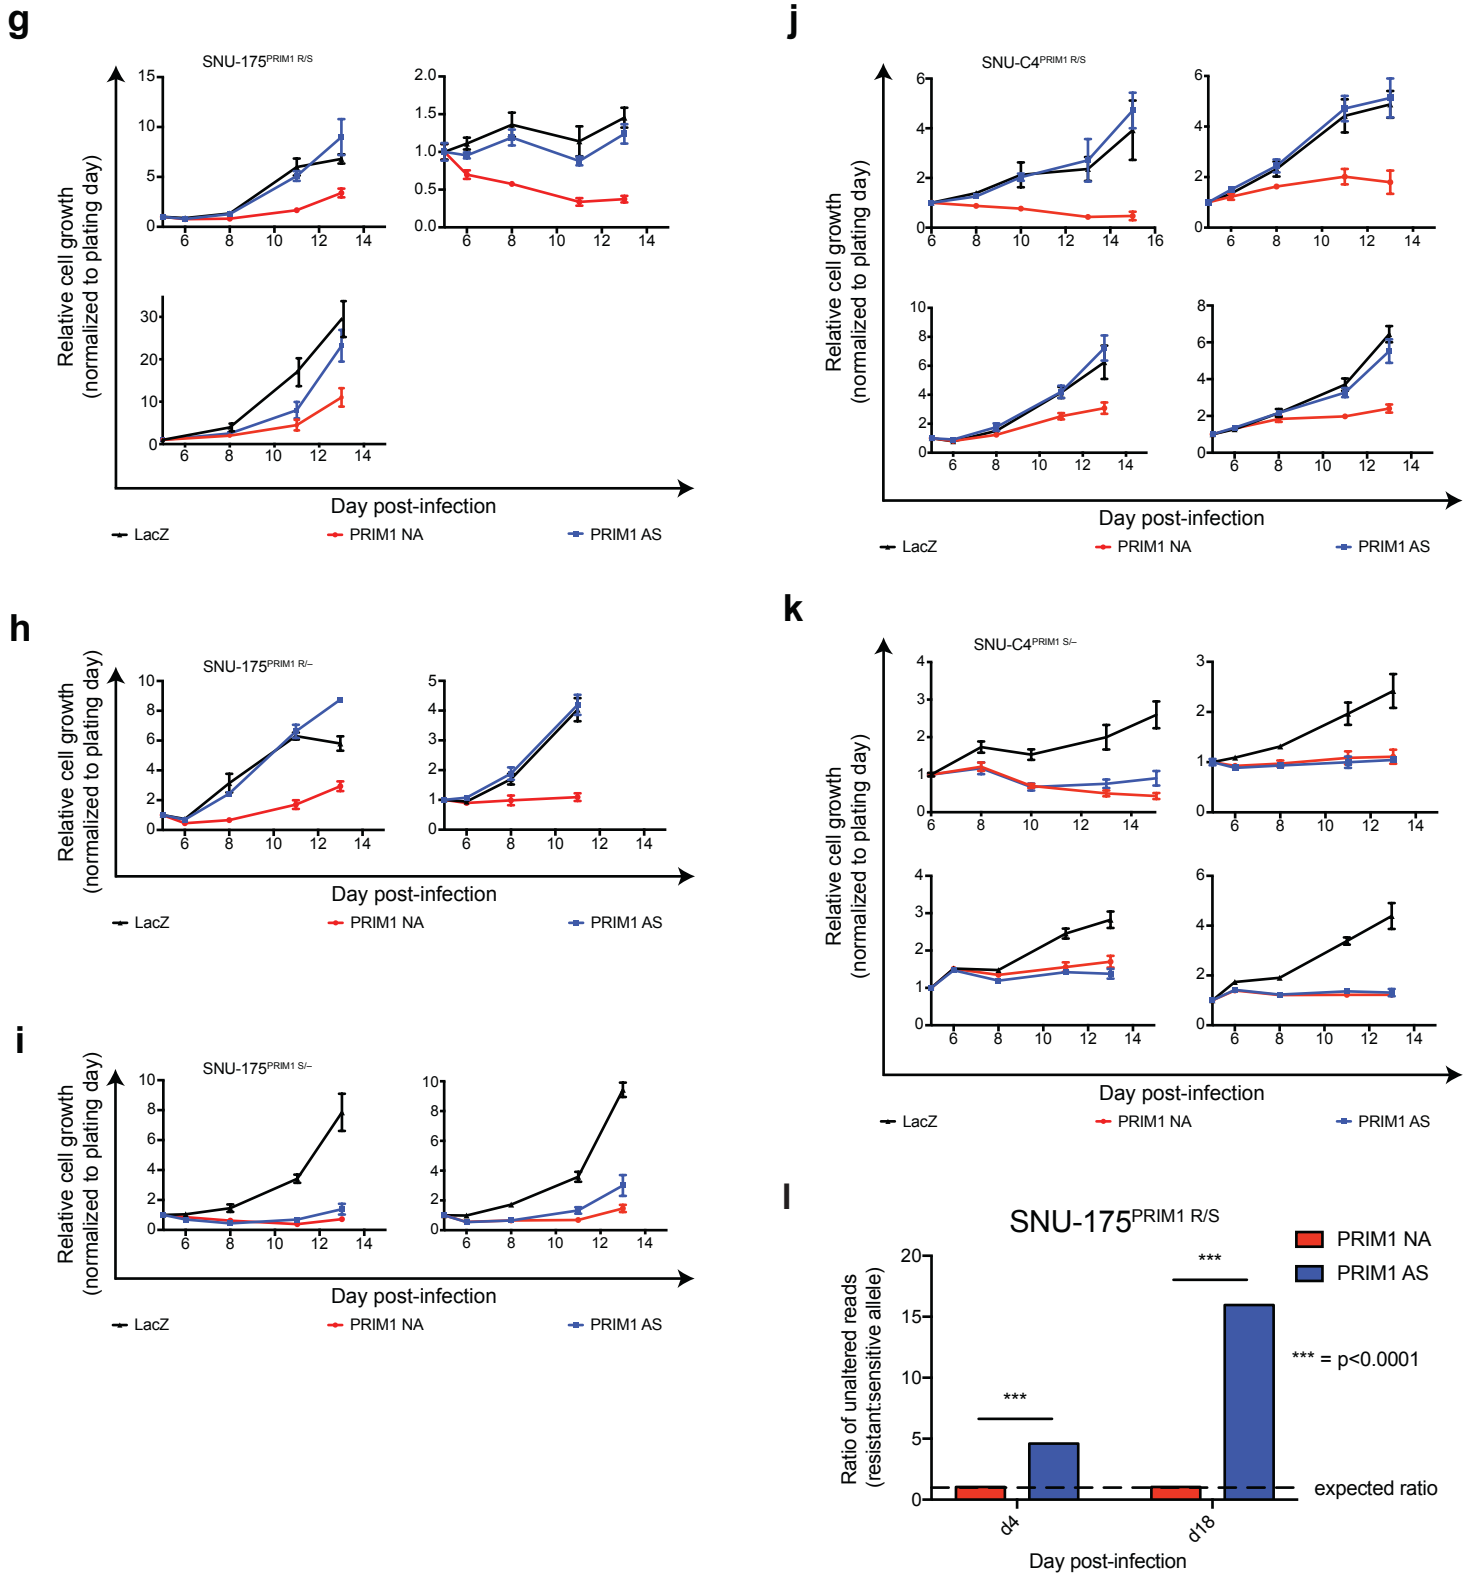 g
SNU-175PRIM1 R/S
15
10
5
0
6 8 10 12 14
2.0
1.5
1.0
0.5
0.0
6 8 10 12 14
30
20
10
0
6 8 10 12 14
Relative cell growth
(normalized to plating day)
Day post-infection
LacZ PRIM1 NA PRIM1 AS
h
SNU-175PRIM1 R/–
10
8
6
4
2
0
6 8 10 12 14
5
4
3
2
1
0
6 8 10 12 14
Relative cell growth
(normalized to plating day)
Day post-infection
LacZ PRIM1 NA PRIM1 AS
i
SNU-175PRIM1 S/–
10
8
6
4
2
0
6 8 10 12 14
10
8
6
4
2
0
6 8 10 12 14
Relative cell growth
(normalized to plating day)
Day post-infection
LacZ PRIM1 NA PRIM1 AS
j
SNU-C4PRIM1 R/S
6
4
2
0
6 8 10 12 14 16
6
4
2
0
6 8 10 12 14
10
8
6
4
2
0
6 8 10 12 14
8
6
4
2
0
6 8 10 12 14
Relative cell growth
(normalized to plating day)
Day post-infection
LacZ PRIM1 NA PRIM1 AS
k
SNU-C4PRIM1 S/–
4
3
2
1
0
6 8 10 12 14
3
2
1
0
6 8 10 12 14
4
3
2
1
0
6 8 10 12 14
6
4
2
0
6 8 10 12 14
Relative cell growth
(normalized to plating day)
Day post-infection
LacZ PRIM1 NA PRIM1 AS
l
SNU-175PRIM1 R/S
PRIM1 NA
PRIM1 AS
20
15
10
5
0
***
***
*** = p<0.0001
expected ratio
Ratio of unaltered reads
(resistant:sensitive allele)
d4 d18
Day post-infection